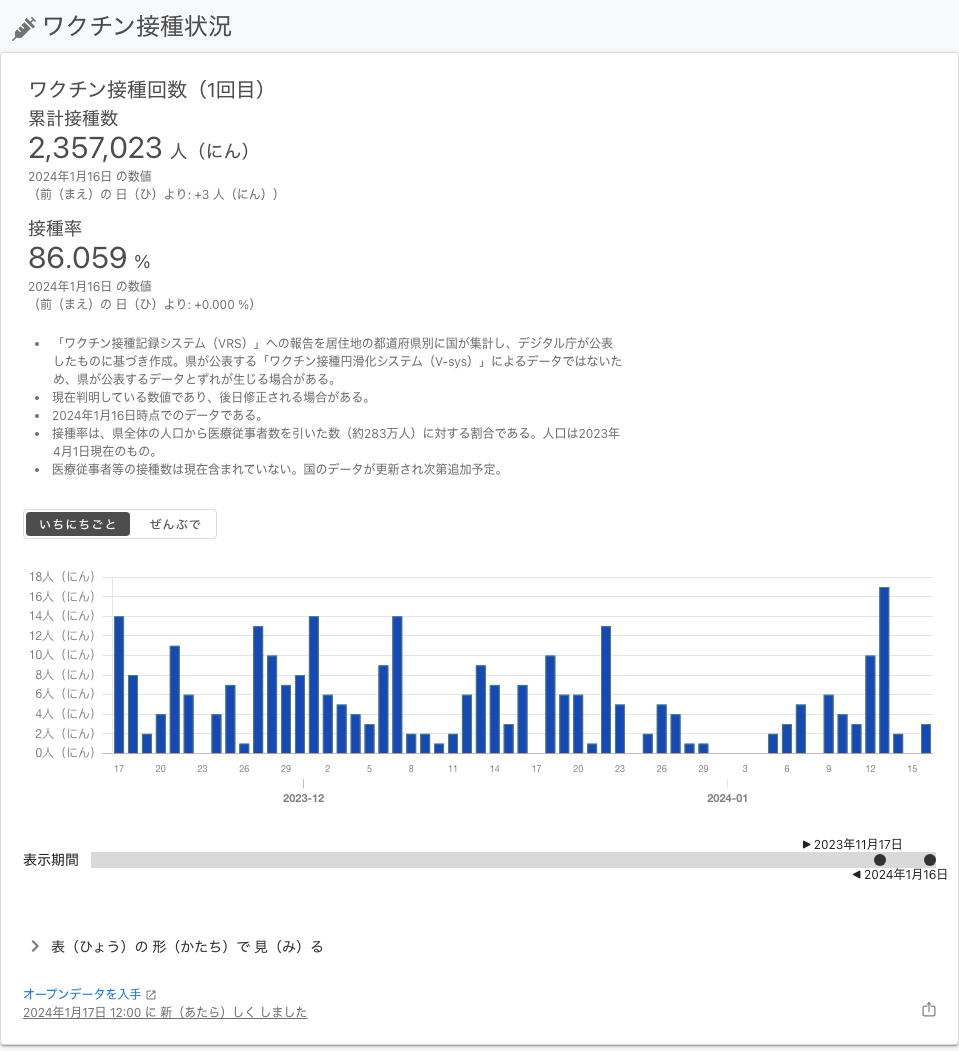 ワクチン接種状況
ワクチン接種回数（1回目）
累計接種数
2,357,023 人（にん）
2024年1月16日 の数値
（前（まえ）の 日（ひ）より: +3 人（にん））
接種率
86.059 %
2024年1月16日 の数値
（前（まえ）の 日（ひ）より: +0.000 %）
• 「ワクチン接種記録システム（VRS）」への報告を居住地の都道府県別に国が集計し、デジタル庁が公表
したものに基づき作成。県が公表する「ワクチン接種円滑化システム（V-sys）」によるデータではないた
め、県が公表するデータとずれが生じる場合がある。
• 現在判明している数値であり、後日修正される場合がある。
• 2024年1月16日時点でのデータである。
• 接種率は、県全体の人口から医療従事者数を引いた数（約283万人）に対する割合である。人口は2023年
4月1日現在のもの。
• 医療従事者等の接種数は現在含まれていない。国のデータが更新され次第追加予定。
いちにちごと ぜんぶで
18人（にん）
16人（にん）
14人（にん）
12人（にん）
10人（にん）
8人（にん）
6人（にん）
4人（にん）
2人（にん）
0人（にん）
17 20 23 26 29 2 5 8 11 14 17 20 23 26 29 3 6 9 12 15
2023-12 2024-01
▶ 2023年11月17日
表示期間
◀ 2024年1月16日
表（ひょう）の 形（かたち）で 見（み）る
オープンデータを入手
2024年1月17日 12:00 に 新（あたら）しく しました